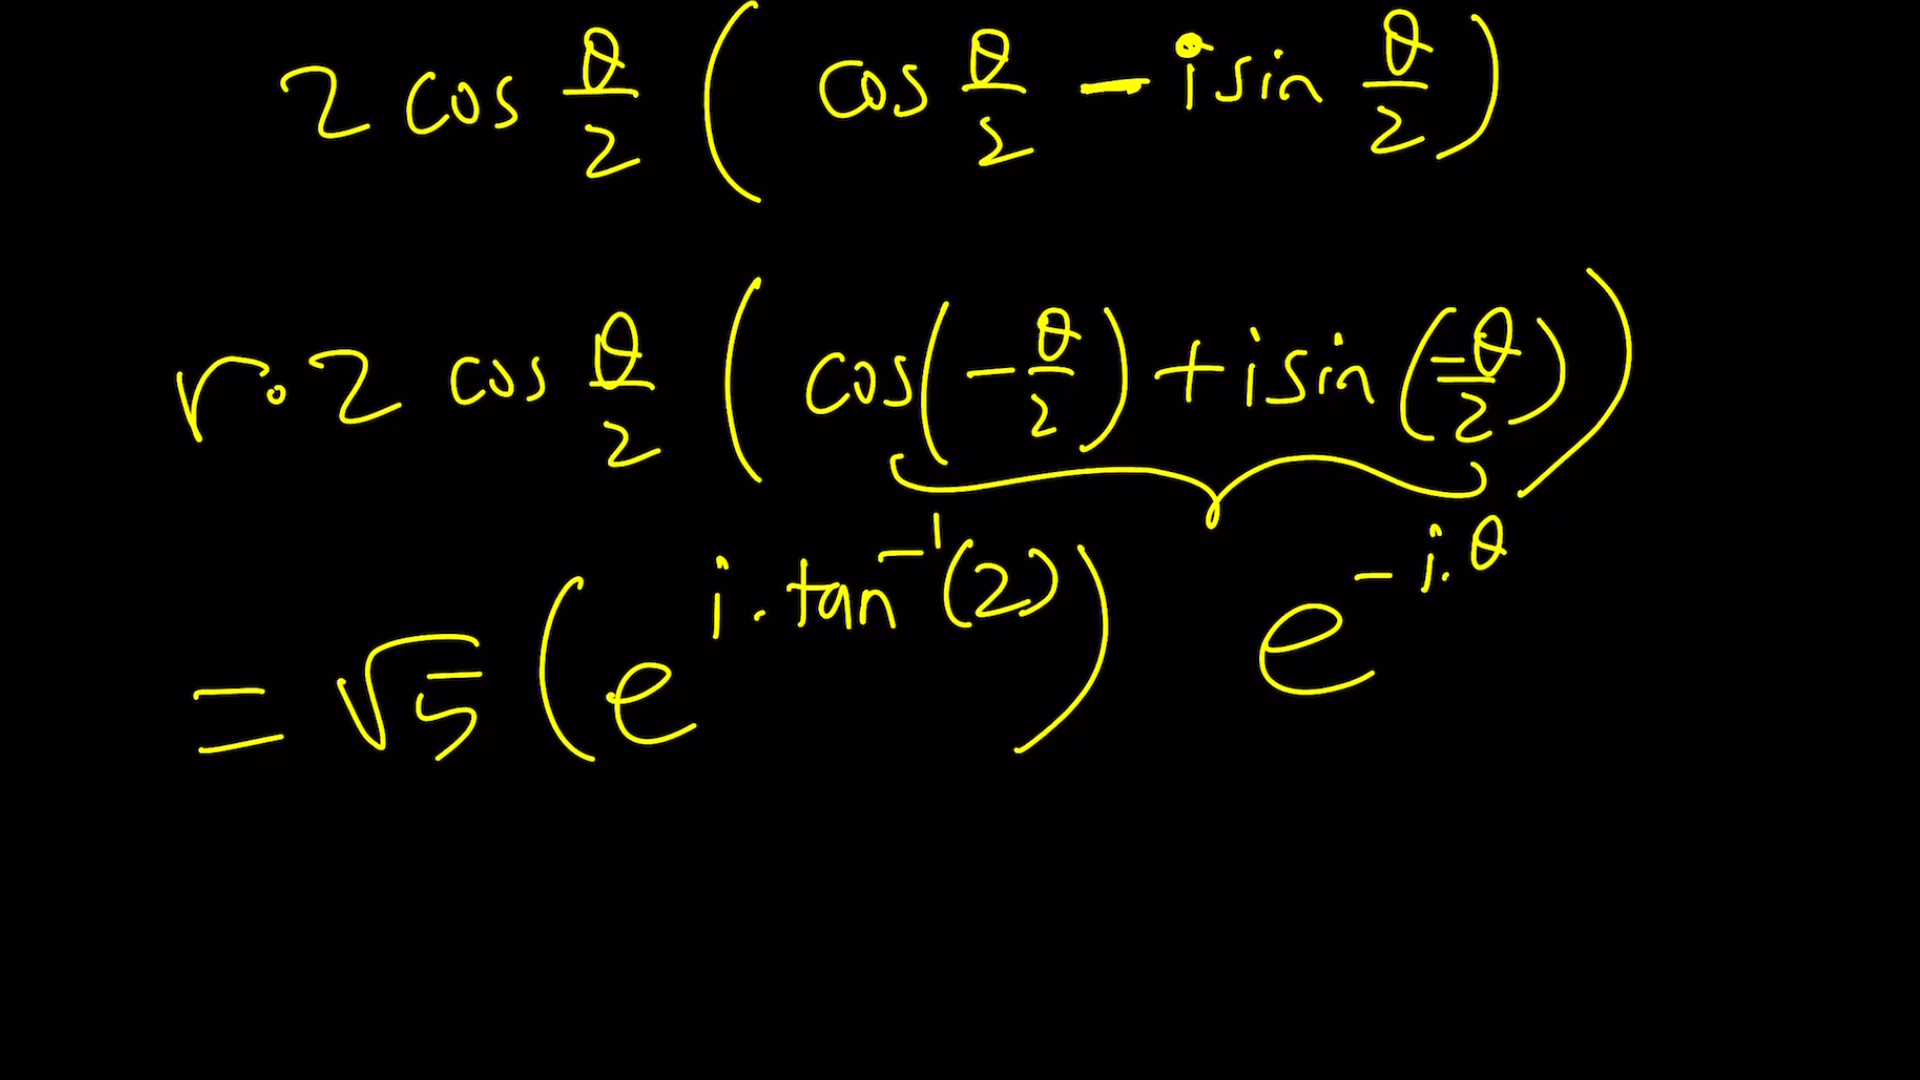 2 cos θ/2 ( cos θ/2 - i sin θ/2 )
r · 2 cos θ/2 ( cos( -θ/2 ) + i sin( -θ/2 ) )
= √5 ( e^{i · tan^{-1}(2)} ) e^{-i·θ}